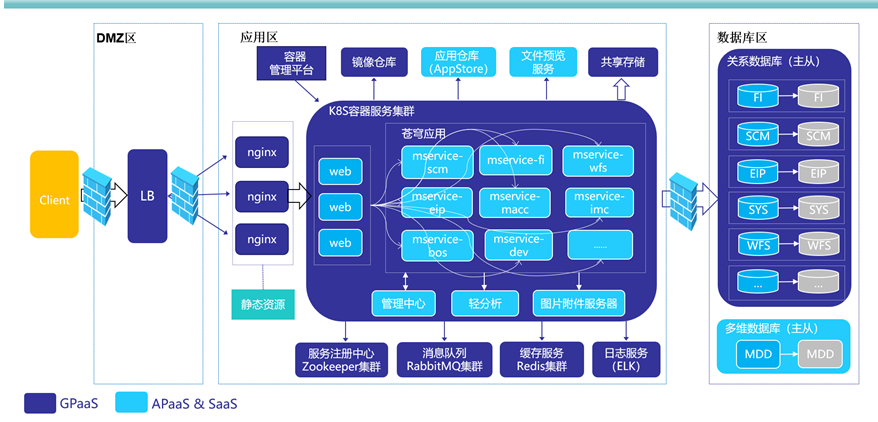 DMZ区
应用区
数据库区
Client
LB
nginx
nginx
nginx
静态资源
容器
管理平台
镜像仓库
应用仓库
(AppStore)
文件预览
服务
共享存储
K8S容器服务集群
web
web
web
苍穹应用
mservice-
scm
mservice-fi
mservice-
wfs
mservice-
eip
mservice-
macc
mservice-
imc
mservice-
bos
mservice-
dev
......
管理中心
轻分析
图片附件服务器
服务注册中心
Zookeeper集群
消息队列
RabbitMQ集群
缓存服务
Redis集群
日志服务
(ELK)
关系数据库（主从）
FI
FI
SCM
SCM
EIP
EIP
SYS
SYS
WFS
WFS
...
...
多维数据库（主从）
MDD
MDD
GPaaS
APaaS & SaaS